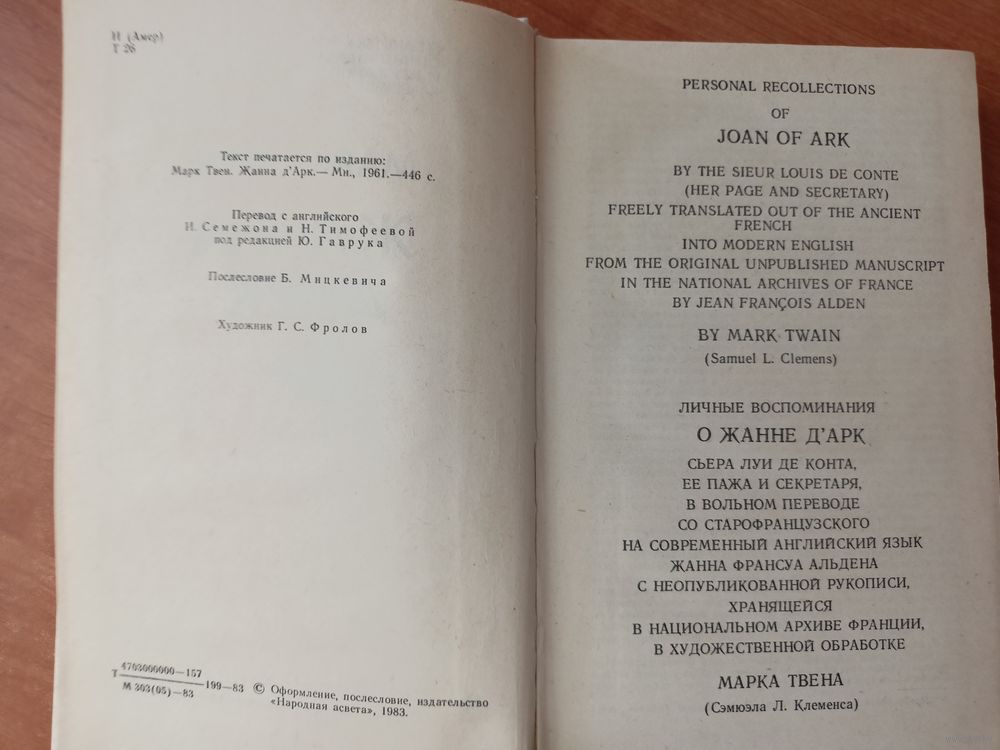 И (Амер)
Т 26
Текст печатается по изданию:
Марк Твен. Жанна д'Арк.— Мн., 1961.—446 с.
Перевод с английского
И. Семежона и Н. Тимофеевой
под редакцией Ю. Гаврука
Послесловие Б. Мицкевича
Художник Г. С. Фролов
Т 4703000000—157
М 303(05)—83 199—83
© Оформление, послесловие, издательство
«Народная асвета», 1983.
PERSONAL RECOLLECTIONS
OF
JOAN OF ARK
BY THE SIEUR LOUIS DE CONTE
(HER PAGE AND SECRETARY)
FREELY TRANSLATED OUT OF THE ANCIENT
FRENCH
INTO MODERN ENGLISH
FROM THE ORIGINAL UNPUBLISHED MANUSCRIPT
IN THE NATIONAL ARCHIVES OF FRANCE
BY JEAN FRANÇOIS ALDEN
BY MARK TWAIN
(Samuel L. Clemens)
ЛИЧНЫЕ ВОСПОМИНАНИЯ
О ЖАННЕ Д'АРК
СЬЕРА ЛУИ ДЕ КОНТА,
ЕЕ ПАЖА И СЕКРЕТАРЯ,
В ВОЛЬНОМ ПЕРЕВОДЕ
СО СТАРОФРАНЦУЗСКОГО
НА СОВРЕМЕННЫЙ АНГЛИЙСКИЙ ЯЗЫК
ЖАННА ФРАНСУА АЛЬДЕНА
С НЕОПУБЛИКОВАННОЙ РУКОПИСИ,
ХРАНЯЩЕЙСЯ
В НАЦИОНАЛЬНОМ АРХИВЕ ФРАНЦИИ,
В ХУДОЖЕСТВЕННОЙ ОБРАБОТКЕ
МАРКА ТВЕНА
(Сэмюэла Л. Клеменса)